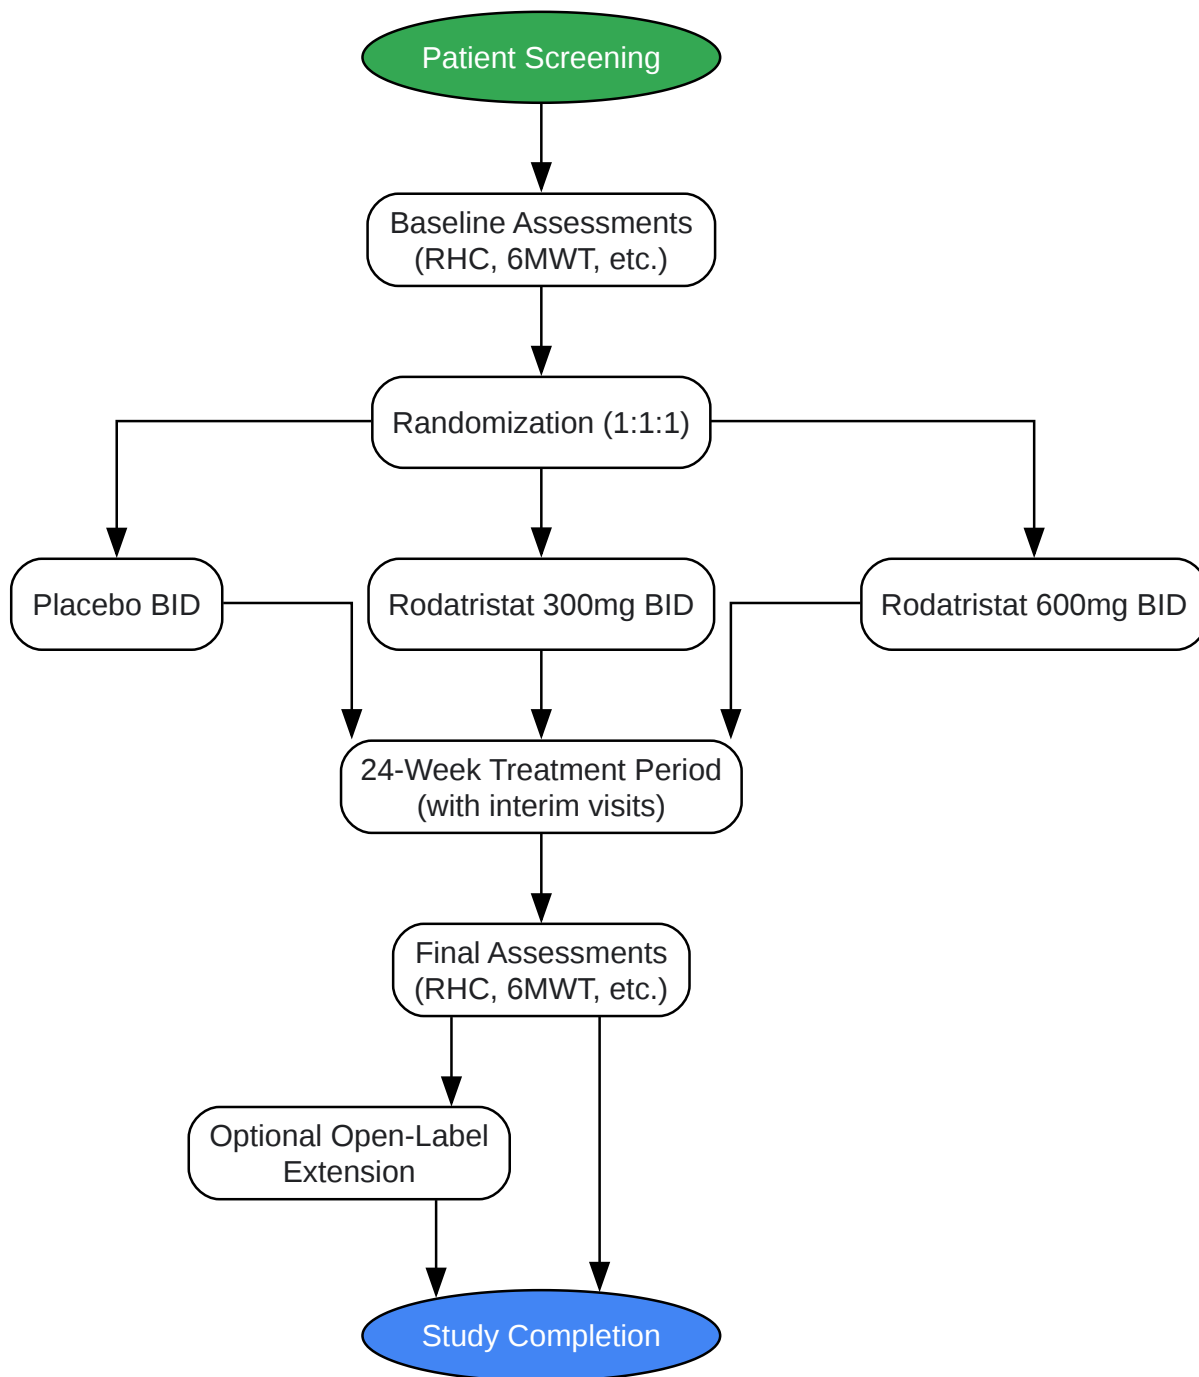 Patient Screening
Baseline Assessments
(RHC, 6MWT, etc.)
Randomization (1:1:1)
Placebo BID
Rodatristat 300mg BID
Rodatristat 600mg BID
24-Week Treatment Period
(with interim visits)
Final Assessments
(RHC, 6MWT, etc.)
Optional Open-Label
Extension
Study Completion